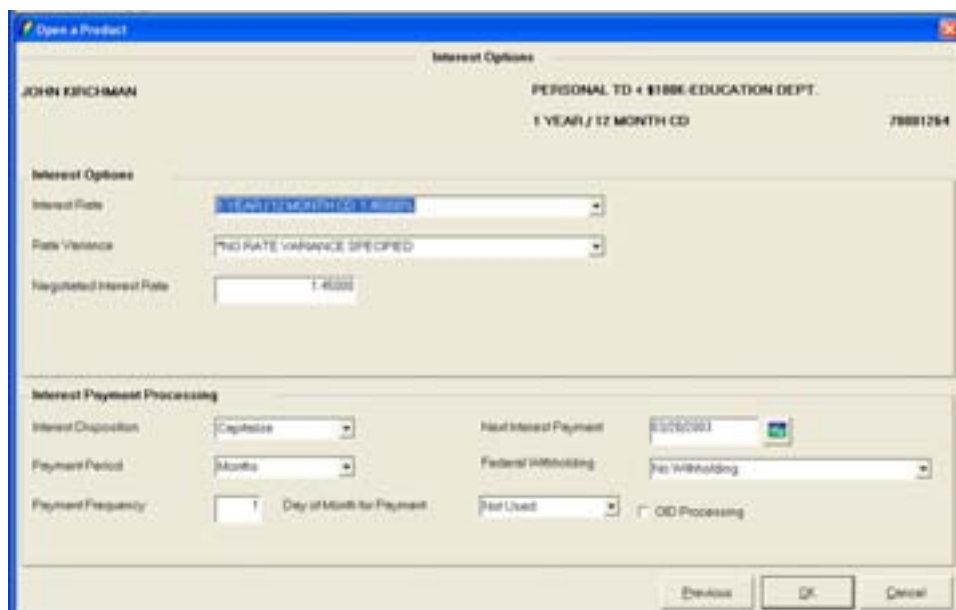 Open a Product
Interest Options
JOHN KIRCHMAN PERSONAL TD < $100K-EDUCATION DEPT.
1 YEAR / 12 MONTH CD 78881264
Interest Options
Interest Rate 1 YEAR / 12 MONTH CD 1.45000%
Rate Variance *NO RATE VARIANCE SPECIFIED
Negotiated Interest Rate 1.45000
Interest Payment Processing
Interest Disposition Capitalize Next Interest Payment
Payment Period Months Federal Withholding No Withholding
Payment Frequency 1 Day of Month for Payment Not Used OID Processing
Previous OK Cancel